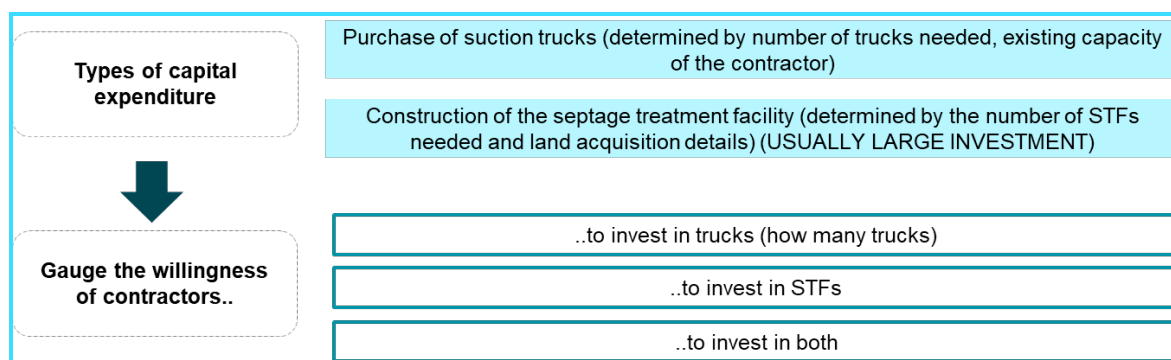 Types of capital
expenditure
Purchase of suction trucks (determined by number of trucks needed, existing capacity
of the contractor)
Construction of the septage treatment facility (determined by the number of STFs
needed and land acquisition details) (USUALLY LARGE INVESTMENT)
Gauge the willingness
of contractors..
..to invest in trucks (how many trucks)
..to invest in STFs
..to invest in both